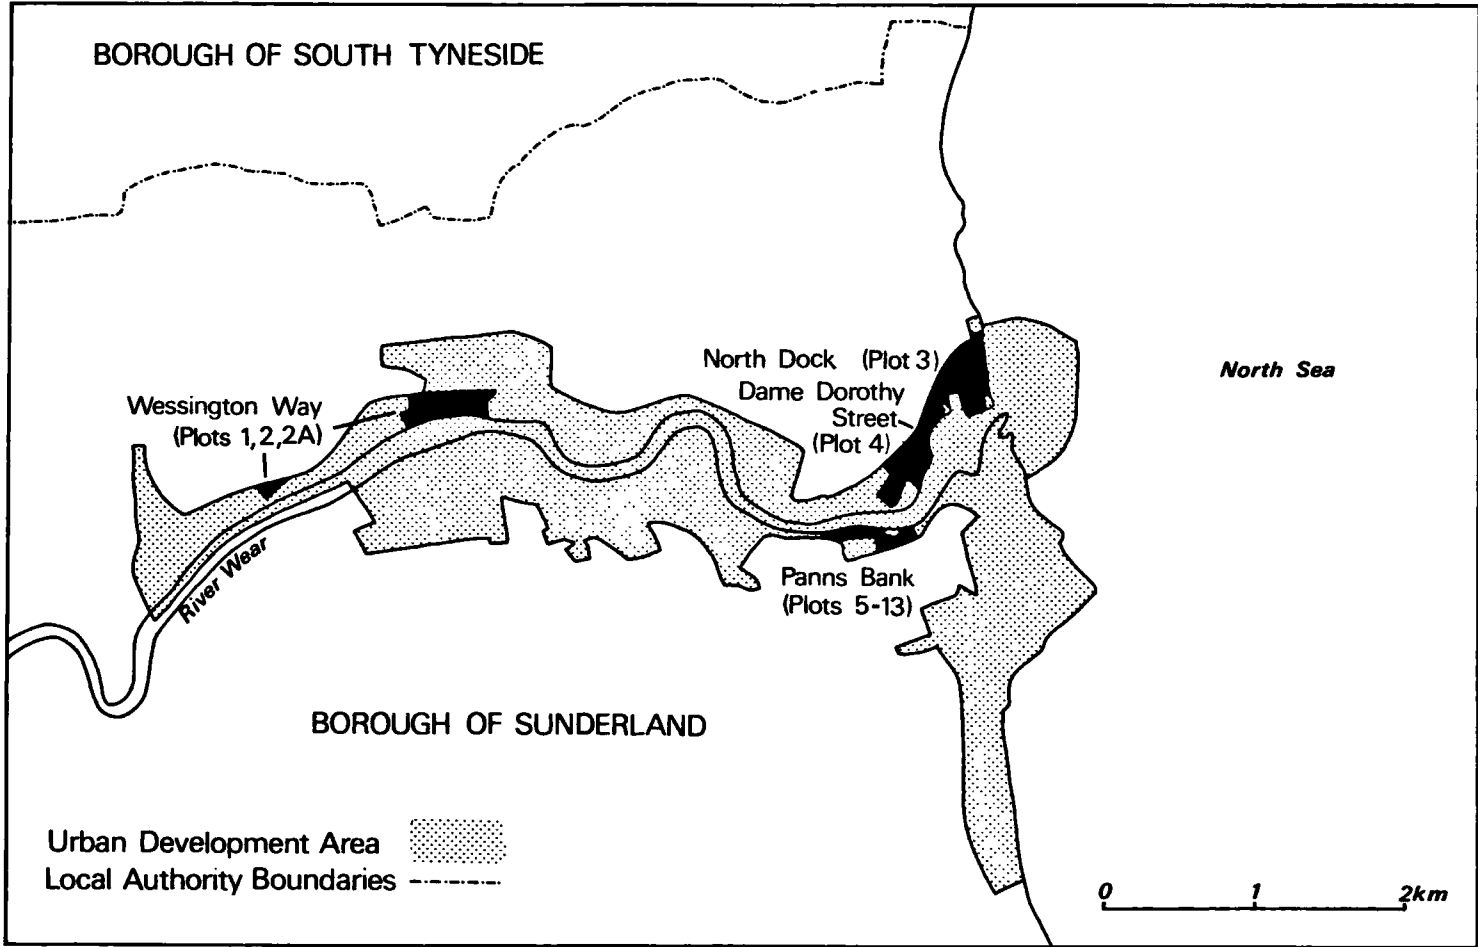 BOROUGH OF SOUTH TYNESIDE
North Dock (Plot 3)
Dame Dorothy
Street
(Plot 4)
North Sea
Wessington Way
(Plots 1,2,2A)
River Wear
Panns Bank
(Plots 5-13)
BOROUGH OF SUNDERLAND
Urban Development Area
Local Authority Boundaries
0 1 2km